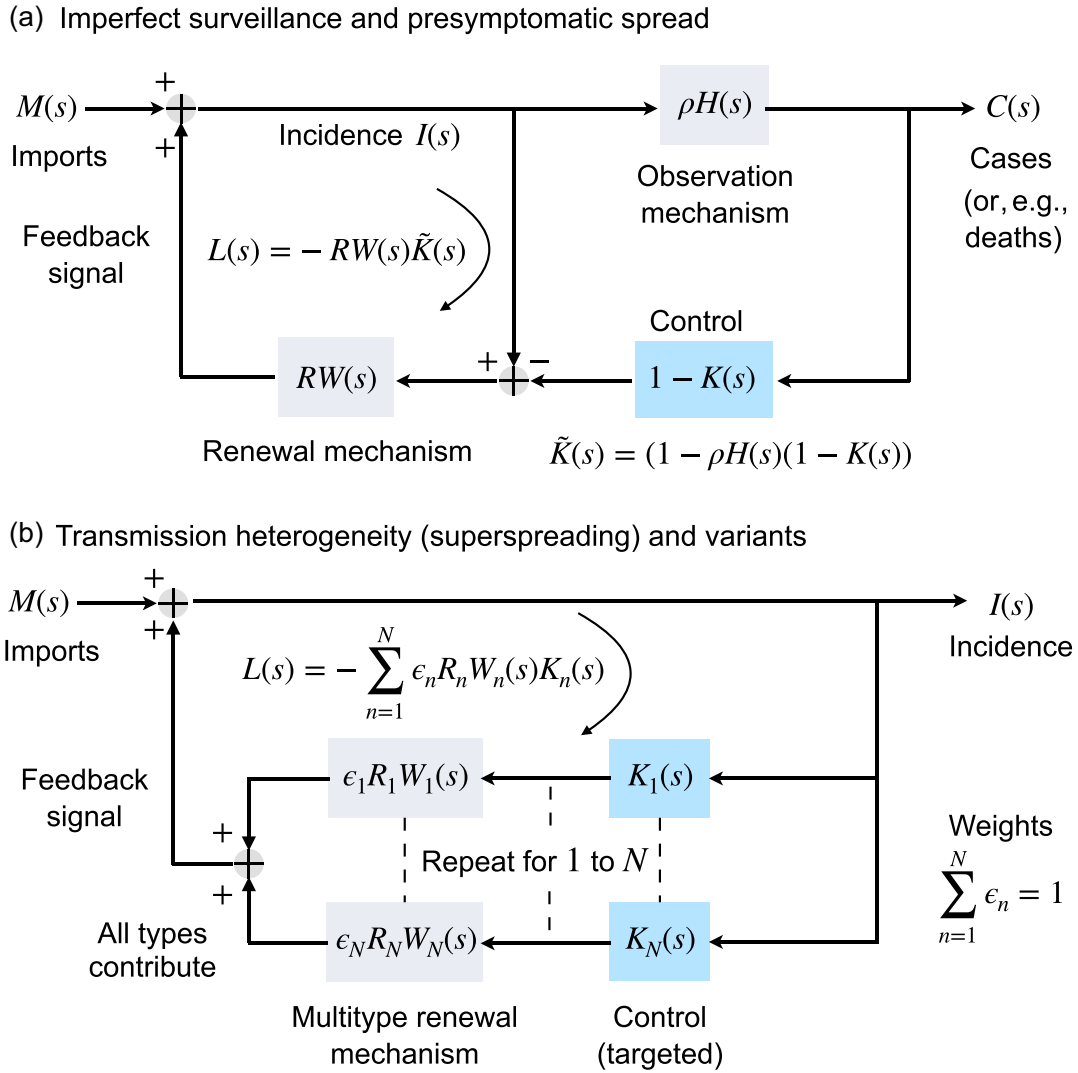 (a) Imperfect surveillance and presymptomatic spread
+
M(s)
ρH(s)
C(s)
Imports
+
Incidence I(s)
Observation
mechanism
Cases
(or, e.g.,
deaths)
Feedback
signal
L(s) = − RW(s)K̃(s)
Control
+ −
RW(s)
1 − K(s)
Renewal mechanism
K̃(s) = (1 − ρH(s)(1 − K(s))
(b) Transmission heterogeneity (superspreading) and variants
+
M(s)
I(s)
Imports
+
Incidence
L(s) = − ∑_{n=1}^{N} ϵ_n R_n W_n(s)K_n(s)
Feedback
signal
ϵ_1 R_1 W_1(s)
K_1(s)
+
Repeat for 1 to N
Weights
∑_{n=1}^{N} ϵ_n = 1
+
All types
contribute
ϵ_N R_N W_N(s)
K_N(s)
Multitype renewal
mechanism
Control
(targeted)